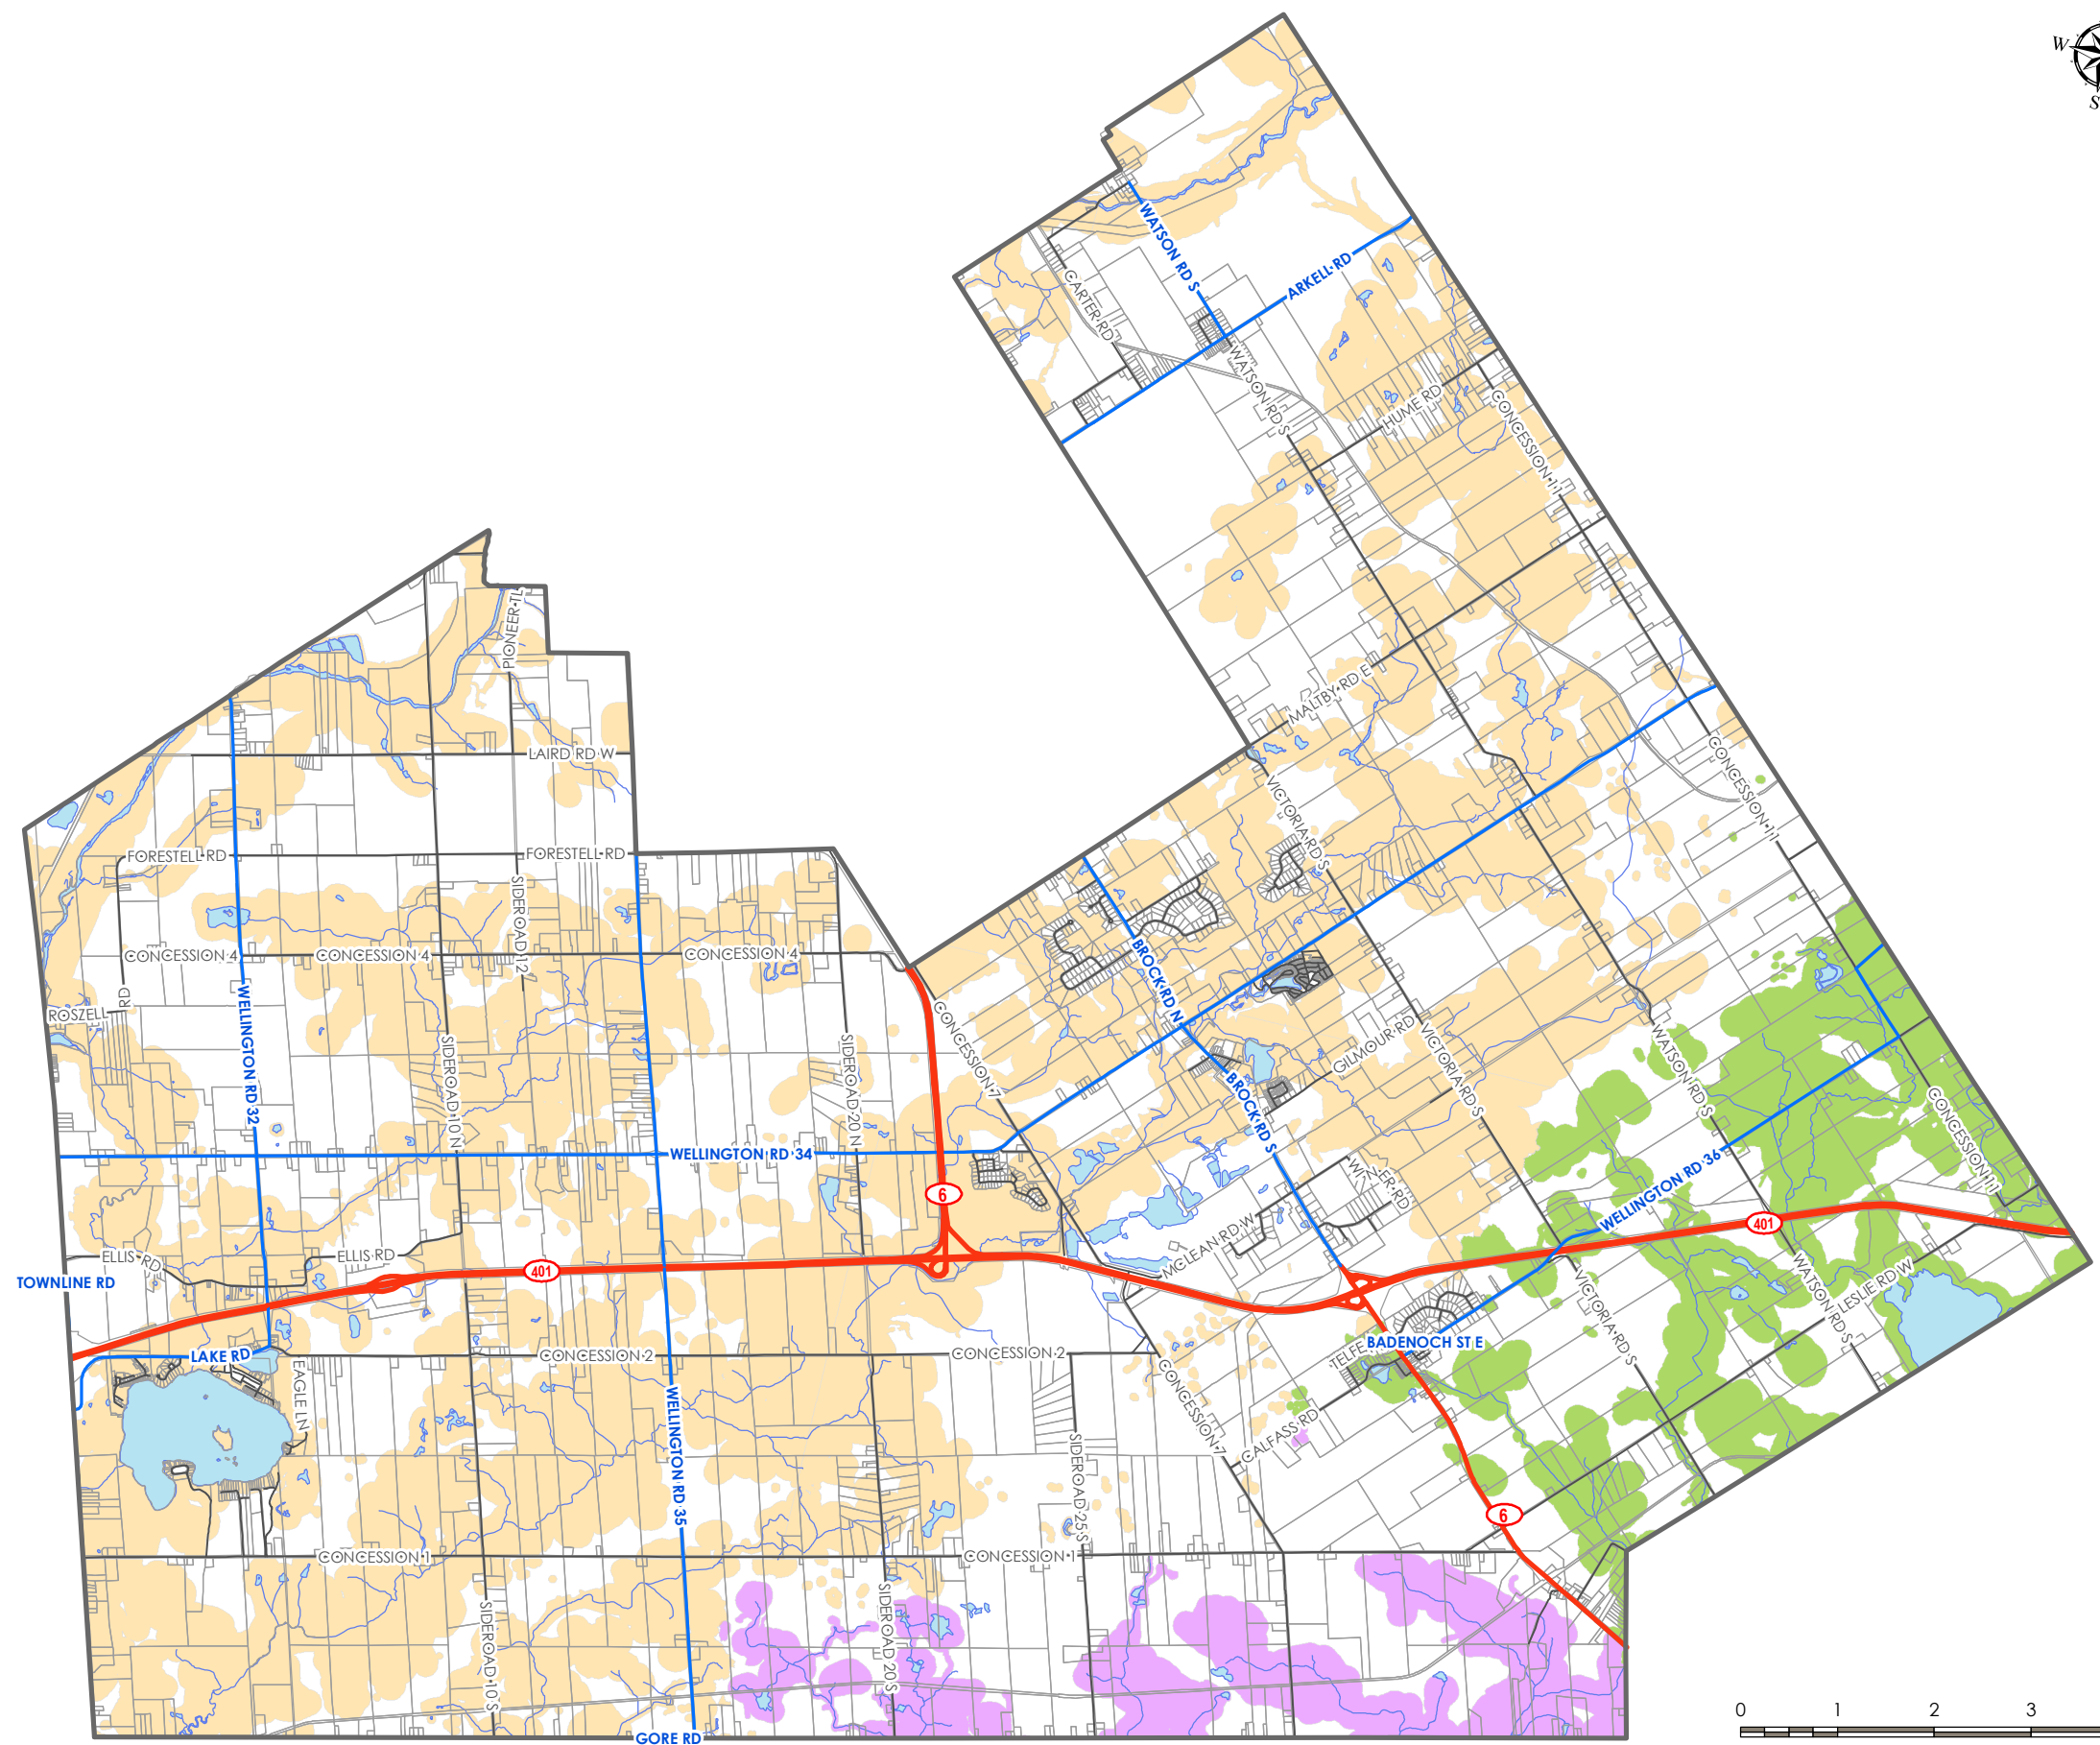 W
S
WATSON RD S
ARKELL RD
CARTER RD
WATSON RD S
HUME RD
CONCESSION 11
PIONEER TL
MALTBY RD E
LAIRD RD W
CONCESSION 11
VICTORIA RD S
FORESTELL RD
FORESTELL RD
SIDEROAD 12
BROCK RD N
CONCESSION 4
CONCESSION 4
CONCESSION 4
ROSZELL RD
WELLINGTON RD 32
CONCESSION 7
SIDEROAD 10 N
SIDEROAD 20 N
GILMOUR RD
VICTORIA RD S
WATSON RD S
BROCK RD S
CONCESSION 11
WELLINGTON RD 34
WINER RD
WELLINGTON RD 36
6
401
ELLIS RD
ELLIS RD
MCLEAN RD W
TOWNLINE RD
401
WATSON RD S
LESLIE RD W
VICTORIA RD S
BADENOCH ST E
TELFE
LAKE RD
CONCESSION 2
CONCESSION 2
EAGLE LN
WELLINGTON RD 35
CONCESSION 7
CALFASS RD
SIDEROAD 25 S
6
CONCESSION 1
CONCESSION 1
SIDEROAD 10 S
SIDEROAD 20 S
GORE RD
0 1 2 3